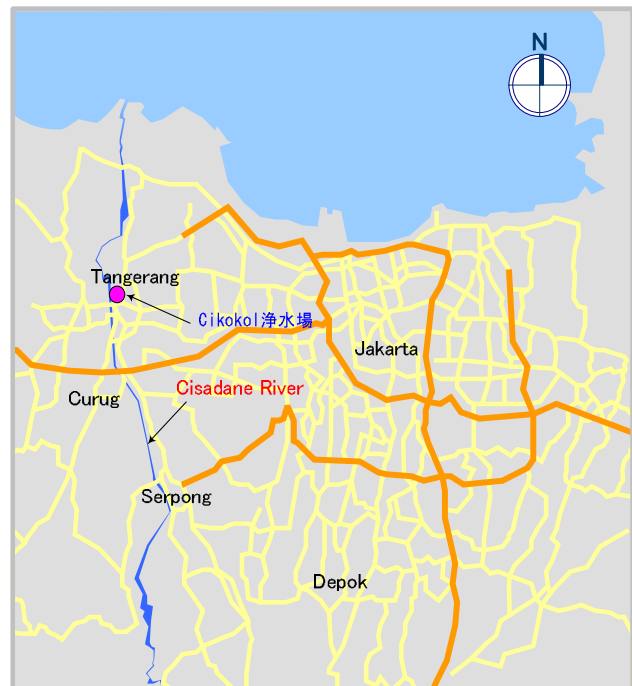 N
Tangerang
Cikokol浄水場
Jakarta
Cisadane River
Curug
Serpong
Depok